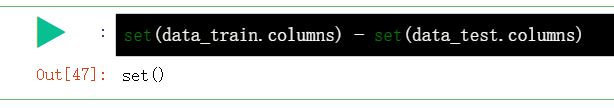 : set(data_train.columns) - set(data_test.columns)
Out[47]: set()